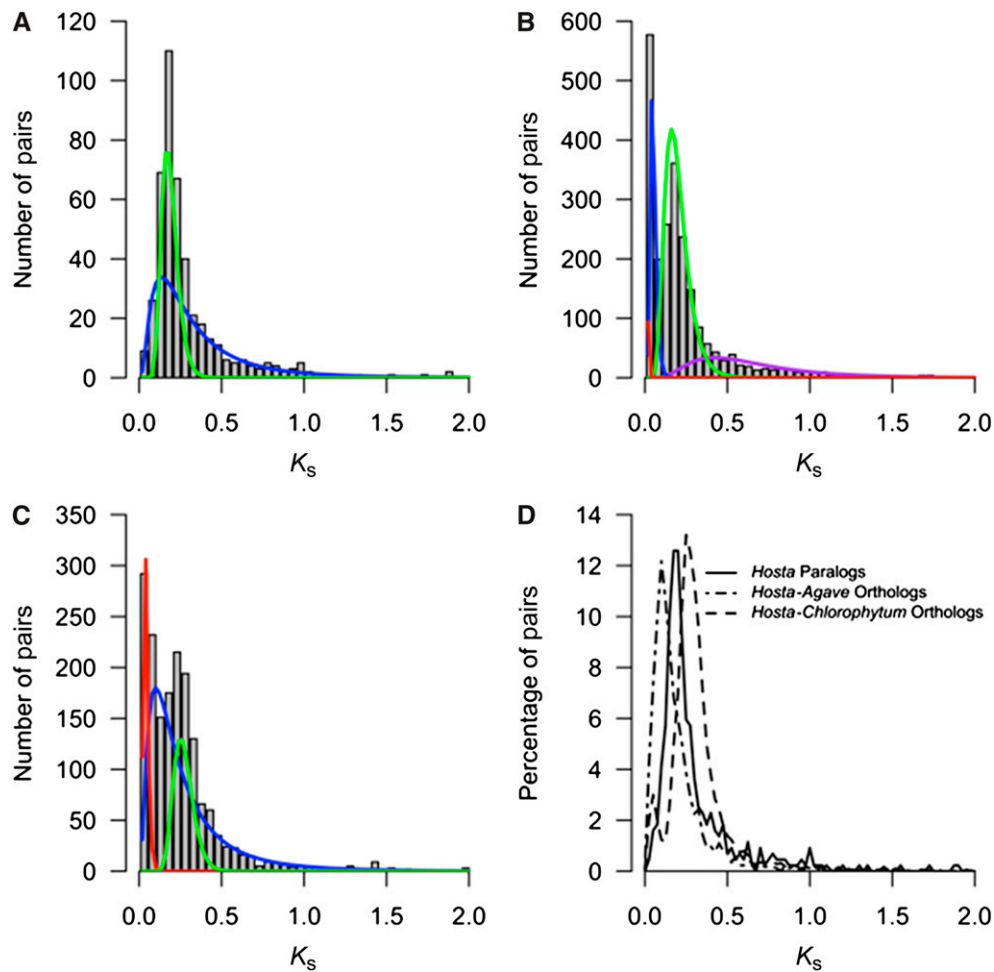 A
120
100
80
60
40
20
0
Number of pairs
0.0 0.5 1.0 1.5 2.0
Ks
B
600
500
400
300
200
100
0
Number of pairs
0.0 0.5 1.0 1.5 2.0
Ks
C
350
300
250
200
150
100
50
0
Number of pairs
0.0 0.5 1.0 1.5 2.0
Ks
D
14
12
10
8
6
4
2
0
Percentage of pairs
Hosta Paralogs
Hosta-Agave Orthologs
Hosta-Chlorophytum Orthologs
0.0 0.5 1.0 1.5 2.0
Ks